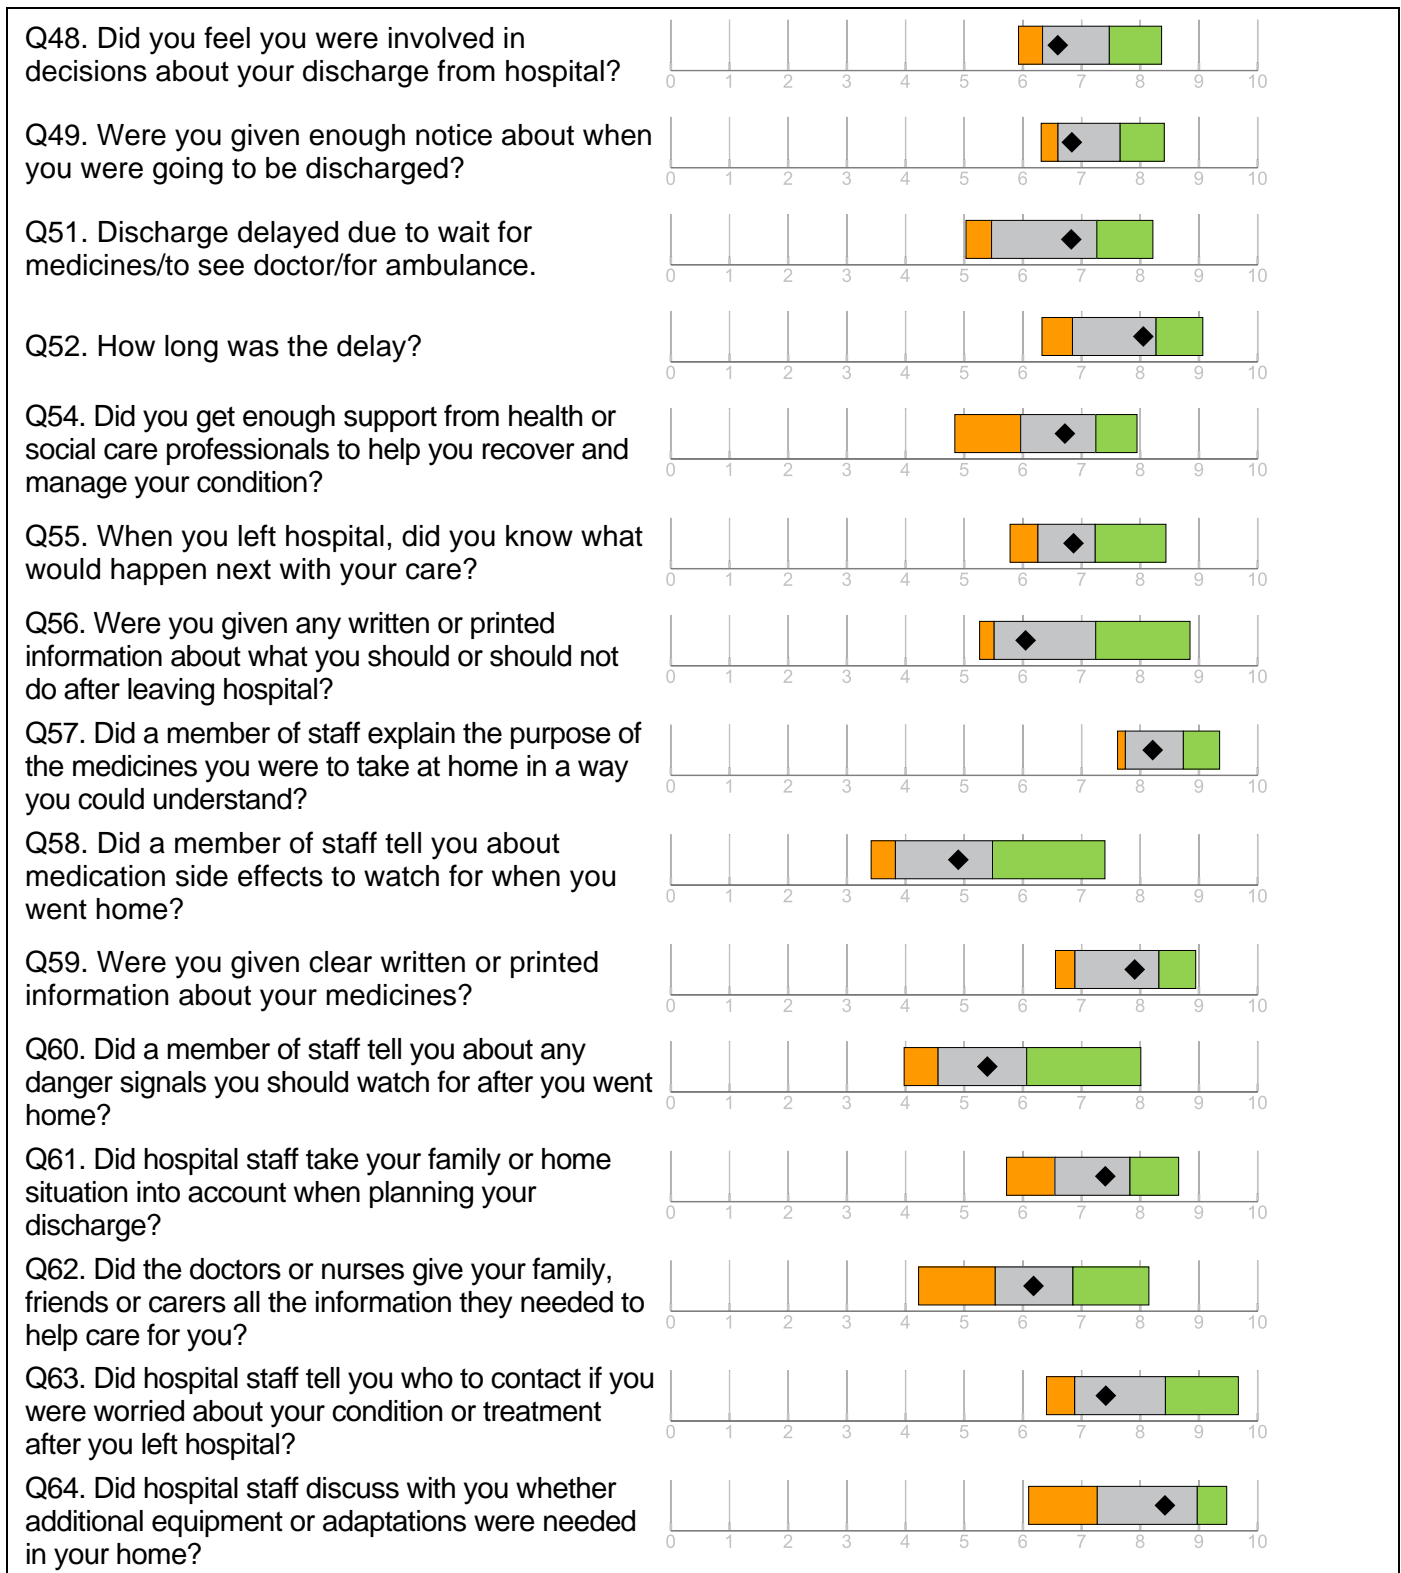 Q48. Did you feel you were involved in
decisions about your discharge from hospital?
0 1 2 3 4 5 6 7 8 9 10
Q49. Were you given enough notice about when
you were going to be discharged?
0 1 2 3 4 5 6 7 8 9 10
Q51. Discharge delayed due to wait for
medicines/to see doctor/for ambulance.
0 1 2 3 4 5 6 7 8 9 10
Q52. How long was the delay?
0 1 2 3 4 5 6 7 8 9 10
Q54. Did you get enough support from health or
social care professionals to help you recover and
manage your condition?
0 1 2 3 4 5 6 7 8 9 10
Q55. When you left hospital, did you know what
would happen next with your care?
0 1 2 3 4 5 6 7 8 9 10
Q56. Were you given any written or printed
information about what you should or should not
do after leaving hospital?
0 1 2 3 4 5 6 7 8 9 10
Q57. Did a member of staff explain the purpose of
the medicines you were to take at home in a way
you could understand?
0 1 2 3 4 5 6 7 8 9 10
Q58. Did a member of staff tell you about
medication side effects to watch for when you
went home?
0 1 2 3 4 5 6 7 8 9 10
Q59. Were you given clear written or printed
information about your medicines?
0 1 2 3 4 5 6 7 8 9 10
Q60. Did a member of staff tell you about any
danger signals you should watch for after you went
home?
0 1 2 3 4 5 6 7 8 9 10
Q61. Did hospital staff take your family or home
situation into account when planning your
discharge?
0 1 2 3 4 5 6 7 8 9 10
Q62. Did the doctors or nurses give your family,
friends or carers all the information they needed to
help care for you?
0 1 2 3 4 5 6 7 8 9 10
Q63. Did hospital staff tell you who to contact if you
were worried about your condition or treatment
after you left hospital?
0 1 2 3 4 5 6 7 8 9 10
Q64. Did hospital staff discuss with you whether
additional equipment or adaptations were needed
in your home?
0 1 2 3 4 5 6 7 8 9 10